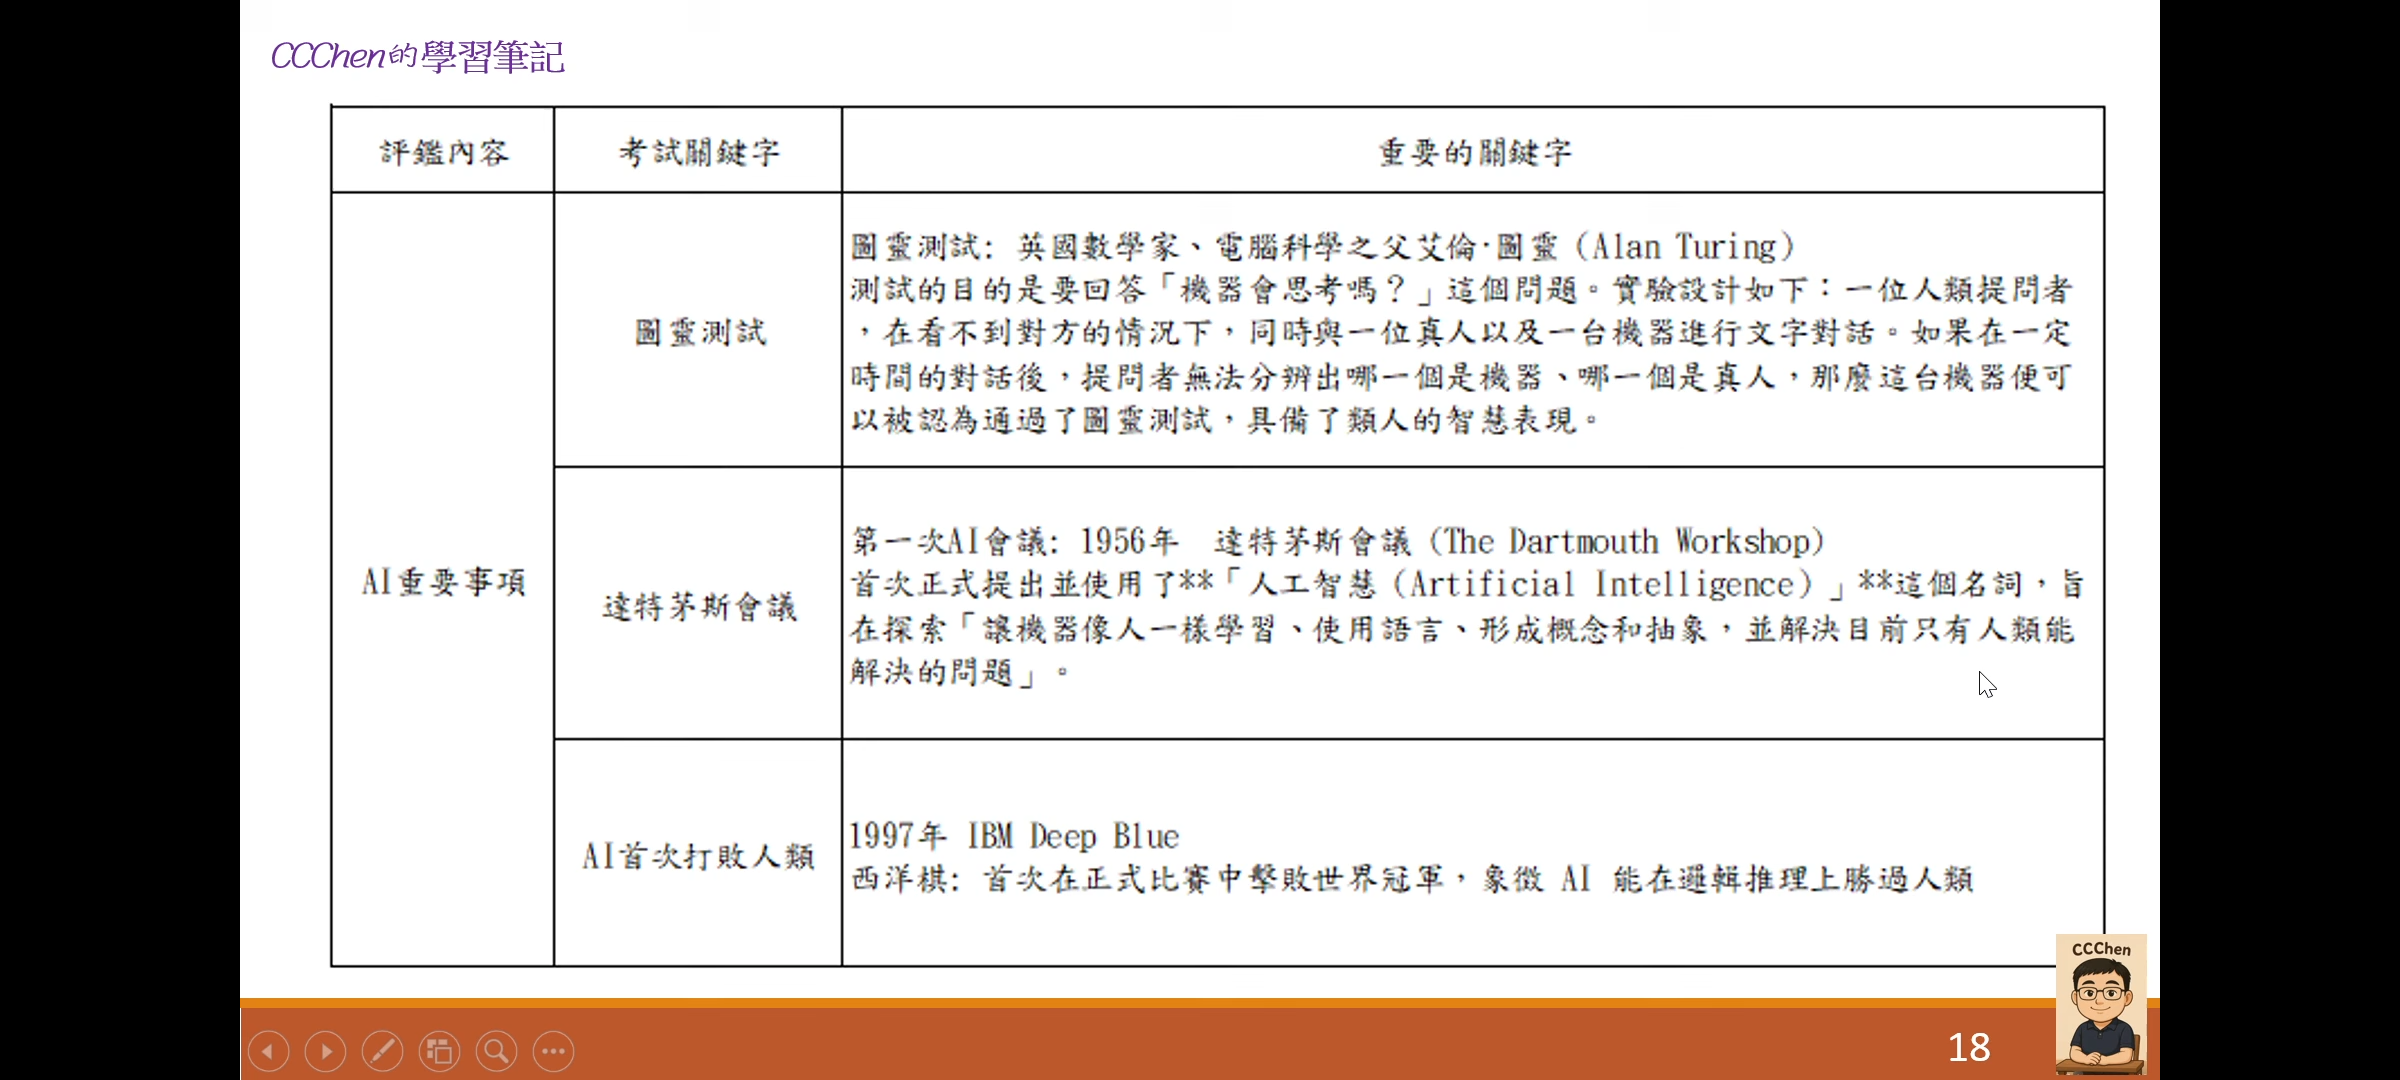 CCChen的學習筆記
評鑑內容
考試關鍵字
重要的關鍵字
AI重要事項
圖靈測試
圖靈測試: 英國數學家、電腦科學之父艾倫·圖靈（Alan Turing）
測試的目的是要回答「機器會思考嗎？」這個問題。實驗設計如下：一位人類提問者
，在看不到對方的情況下，同時與一位真人以及一台機器進行文字對話。如果在一定
時間的對話後，提問者無法分辨出哪一個是機器、哪一個是真人，那麼這台機器便可
以被認為通過了圖靈測試，具備了類人的智慧表現。
達特茅斯會議
第一次AI會議: 1956年　達特茅斯會議（The Dartmouth Workshop）
首次正式提出並使用了**「人工智慧（Artificial Intelligence）」**這個名詞，旨
在探索「讓機器像人一樣學習、使用語言、形成概念和抽象，並解決目前只有人類能
解決的問題」。
AI首次打敗人類
1997年 IBM Deep Blue
西洋棋: 首次在正式比賽中擊敗世界冠軍，象徵 AI 能在邏輯推理上勝過人類
CCChen
18